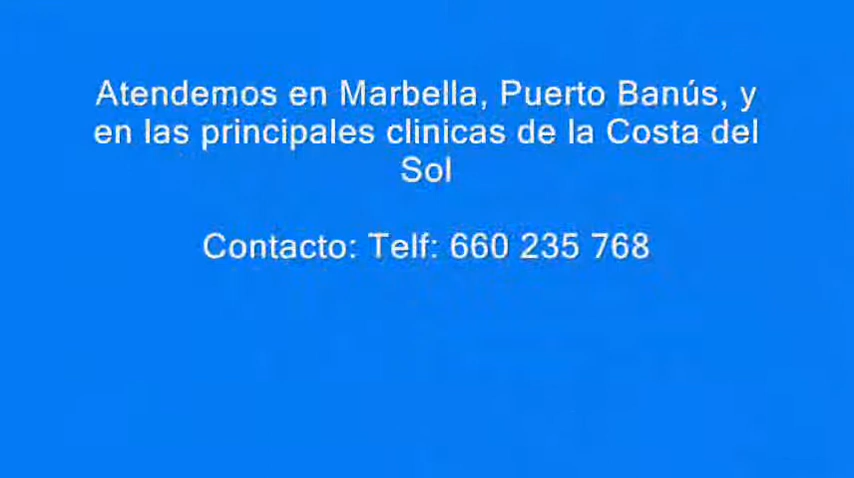 Atendemos en Marbella, Puerto Banús, y
en las principales clinicas de la Costa del
Sol
Contacto: Telf: 660 235 768